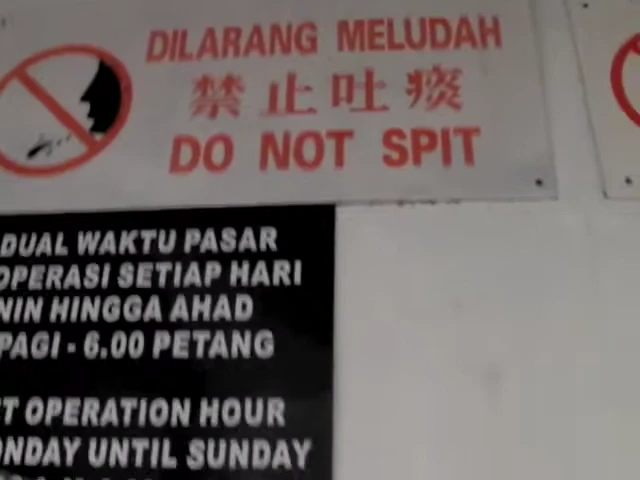 DILARANG MELUDAH
禁止吐痰
DO NOT SPIT
DUAL WAKTU PASAR
OPERASI SETIAP HARI
NIN HINGGA AHAD
PAGI - 6.00 PETANG
T OPERATION HOUR
ONDAY UNTIL SUNDAY